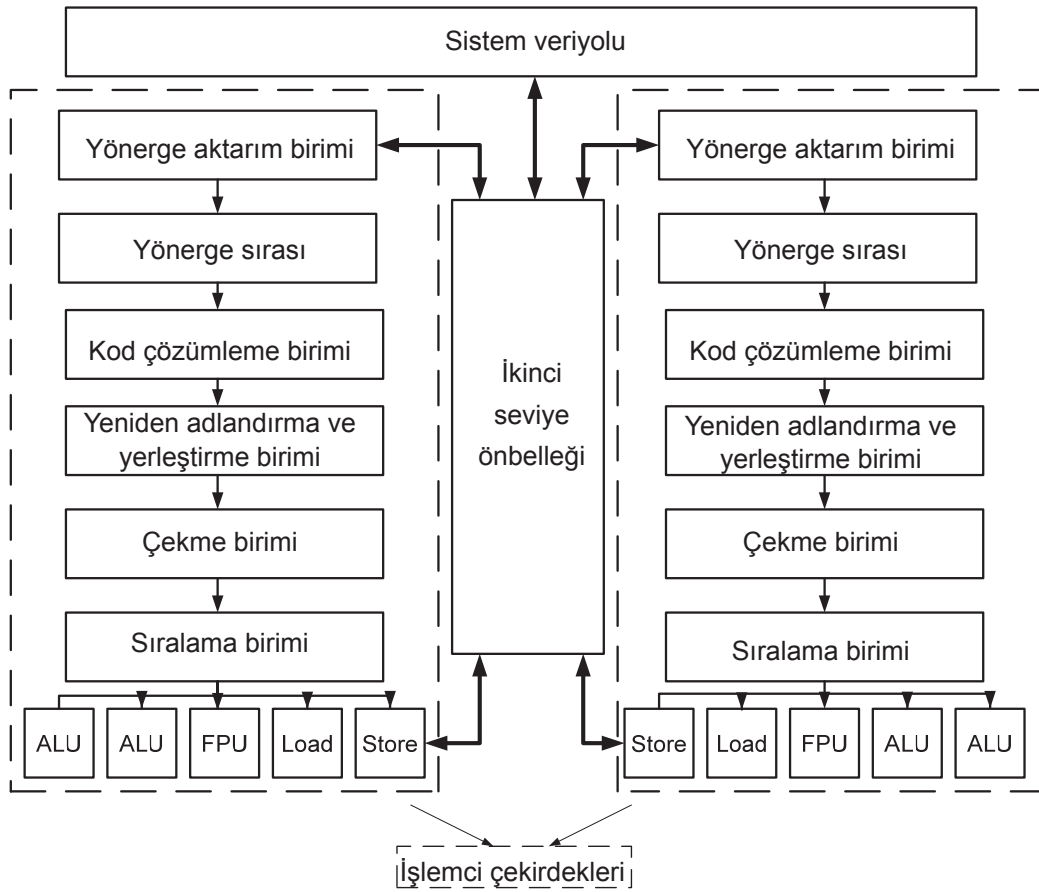 Sistem veriyolu
Yönerge aktarım birimi
Yönerge sırası
Kod çözümleme birimi
Yeniden adlandırma ve
yerleştirme birimi
Çekme birimi
Sıralama birimi
ALU
ALU
FPU
Load
Store
İkinci
seviye
önbelleği
Yönerge aktarım birimi
Yönerge sırası
Kod çözümleme birimi
Yeniden adlandırma ve
yerleştirme birimi
Çekme birimi
Sıralama birimi
Store
Load
FPU
ALU
ALU
İşlemci çekirdekleri